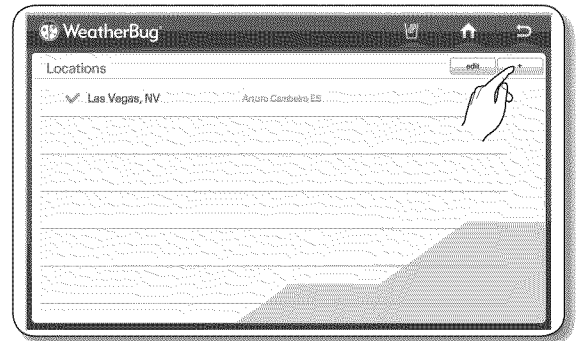 WeatherBug
Locations
edit +
Las Vegas, NV Arturo Cambeiro ES